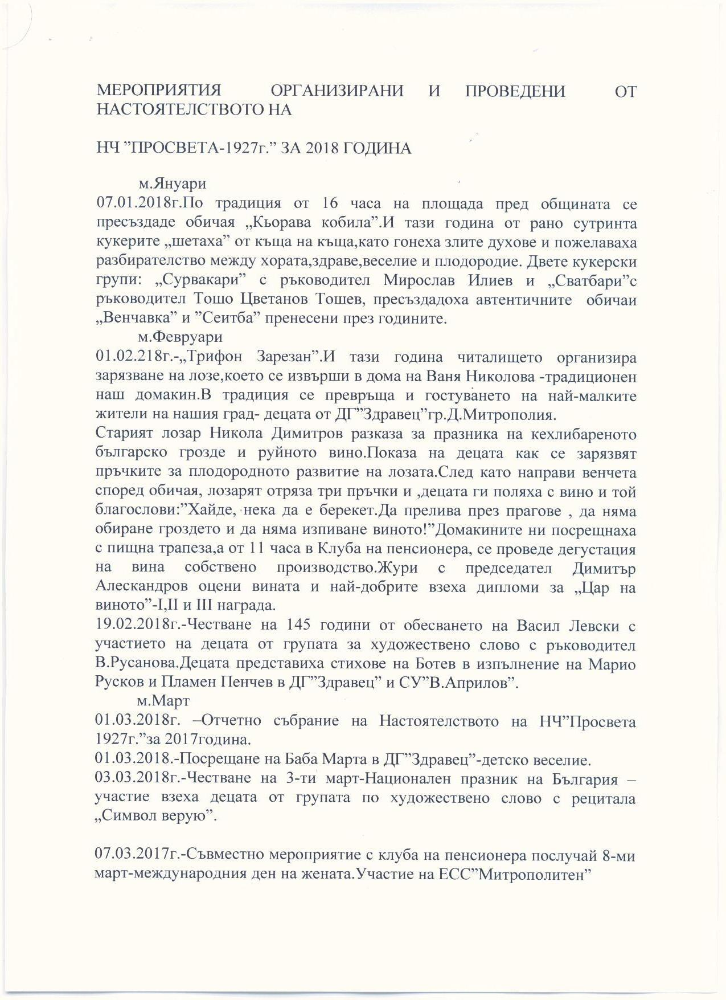 МЕРОПРИЯТИЯ ОРГАНИЗИРАНИ И ПРОВЕДЕНИ ОТ
НАСТОЯТЕЛСТВОТО НА
НЧ ”ПРОСВЕТА-1927г.” ЗА 2018 ГОДИНА
м.Януари
07.01.2018г.По традиция от 16 часа на площада пред общината се
пресъздаде обичая „Кьорава кобила”.И тази година от рано сутринта
кукерите „шетаха” от къща на къща,като гонеха злите духове и пожелаваха
разбирателство между хората,здраве,веселие и плодородие. Двете кукерски
групи: „Сурвакари” с ръководител Мирослав Илиев и „Сватбари”с
ръководител Тошо Цветанов Тошев, пресъздадоха автентичните обичаи
„Венчавка” и ”Сеитба” пренесени през годините.
м.Февруари
01.02.218г.-„Трифон Зарезан”.И тази година читалището организира
зарязване на лозе,което се извърши в дома на Ваня Николова -традиционен
наш домакин.В традиция се превръща и гостуването на най-малките
жители на нашия град- децата от ДГ”Здравец”гр.Д.Митрополия.
Старият лозар Никола Димитров разказа за празника на кехлибареното
българско грозде и руйното вино.Показа на децата как се зарязвят
пръчките за плодородното развитие на лозата.След като направи венчета
според обичая, лозарят отряза три пръчки и ,децата ги поляха с вино и той
благослови:”Хайде, нека да е берекет.Да прелива през прагове , да няма
обиране гроздето и да няма изпиване виното!”Домакините ни посрещнаха
с пищна трапеза,а от 11 часа в Клуба на пенсионера, се проведе дегустация
на вина собствено производство.Жури с председател Димитър
Алескандров оцени вината и най-добрите взеха дипломи за „Цар на
виното”-I,II и III награда.
19.02.2018г.-Честване на 145 години от обесването на Васил Левски с
участието на децата от групата за художествено слово с ръководител
В.Русанова.Децата представиха стихове на Ботев в изпълнение на Марио
Русков и Пламен Пенчев в ДГ”Здравец” и СУ”В.Априлов”.
м.Март
01.03.2018г. –Отчетно събрание на Настоятелството на НЧ”Просвета
1927г.”за 2017година.
01.03.2018.-Посрещане на Баба Марта в ДГ”Здравец”-детско веселие.
03.03.2018г.-Честване на 3-ти март-Национален празник на България –
участие взеха децата от групата по художествено слово с рецитала
„Символ верую”.
07.03.2017г.-Съвместно мероприятие с клуба на пенсионера послучай 8-ми
март-международния ден на жената.Участие на ЕСС”Митрополитен”